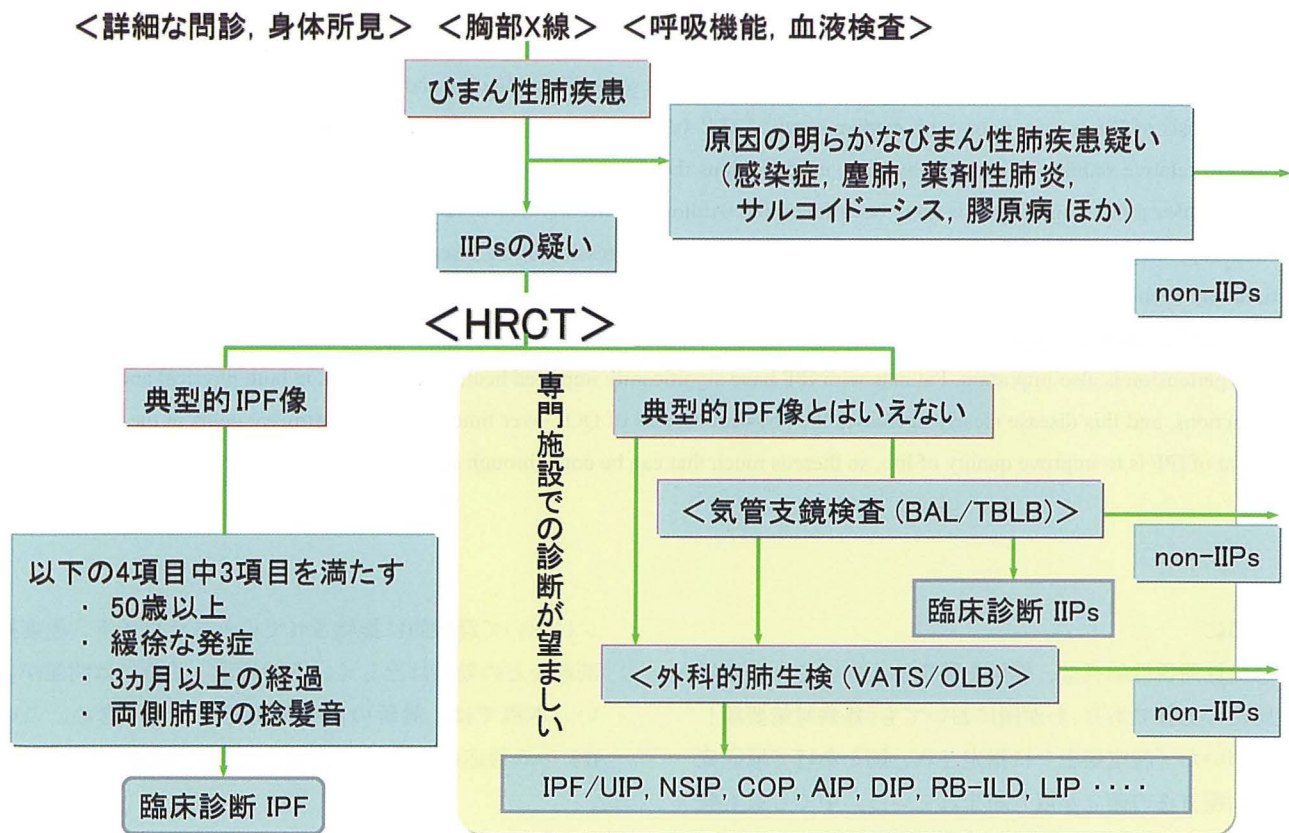 ＜詳細な問診, 身体所見＞ ＜胸部X線＞ ＜呼吸機能, 血液検査＞
びまん性肺疾患
原因の明らかなびまん性肺疾患疑い
（感染症, 塵肺, 薬剤性肺炎,
サルコイドーシス, 膠原病 ほか）
IIPsの疑い
non-IIPs
＜HRCT＞
典型的IPF像
専門施設での診断が望ましい
典型的IPF像とはいえない
＜気管支鏡検査（BAL/TBLB）＞
non-IIPs
臨床診断 IIPs
以下の4項目中3項目を満たす
・ 50歳以上
・ 緩徐な発症
・ 3ヵ月以上の経過
・ 両側肺野の捻髪音
＜外科的肺生検（VATS/OLB）＞
non-IIPs
臨床診断 IPF
IPF/UIP, NSIP, COP, AIP, DIP, RB-ILD, LIP ････